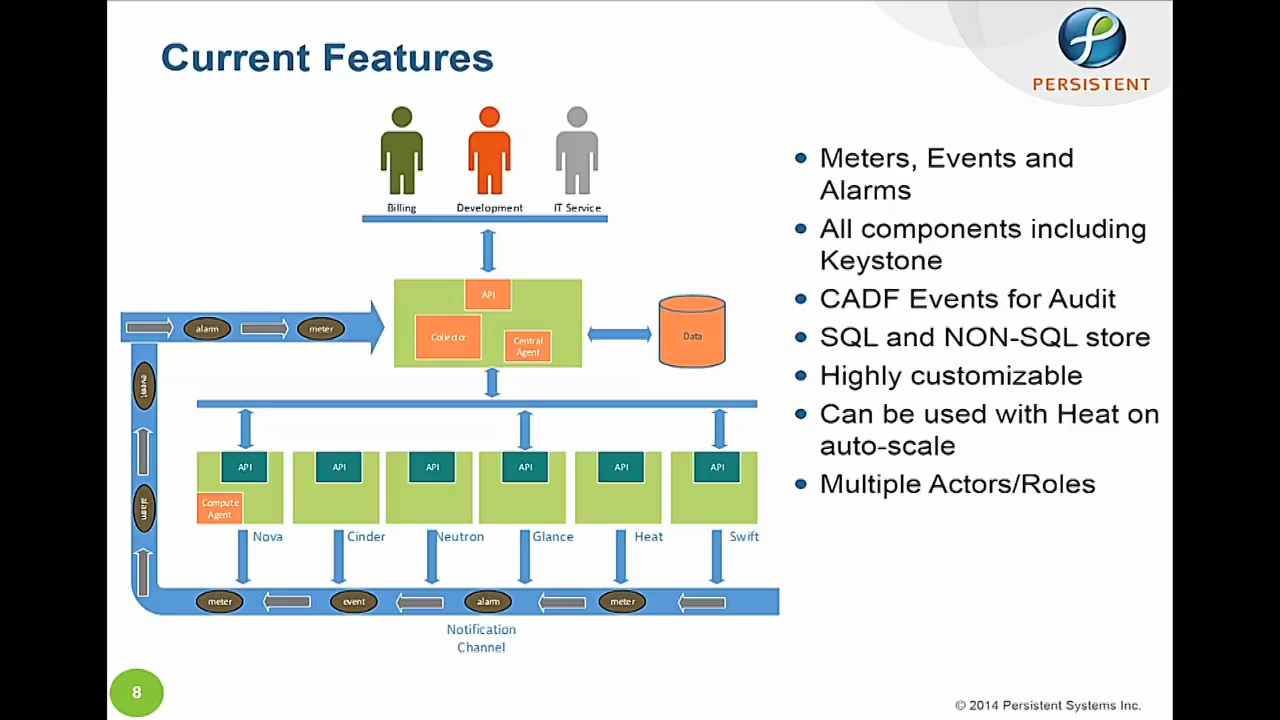 Current Features
PERSISTENT
Billing
Development
IT Service
API
Collector
Central
Agent
Data
alarm
meter
event
alarm
API
API
API
API
API
API
Compute
Agent
Nova
Cinder
Neutron
Glance
Heat
Swift
meter
event
alarm
meter
Notification
Channel
• Meters, Events and
Alarms
• All components including
Keystone
• CADF Events for Audit
• SQL and NON-SQL store
• Highly customizable
• Can be used with Heat on
auto-scale
• Multiple Actors/Roles
8
© 2014 Persistent Systems Inc.